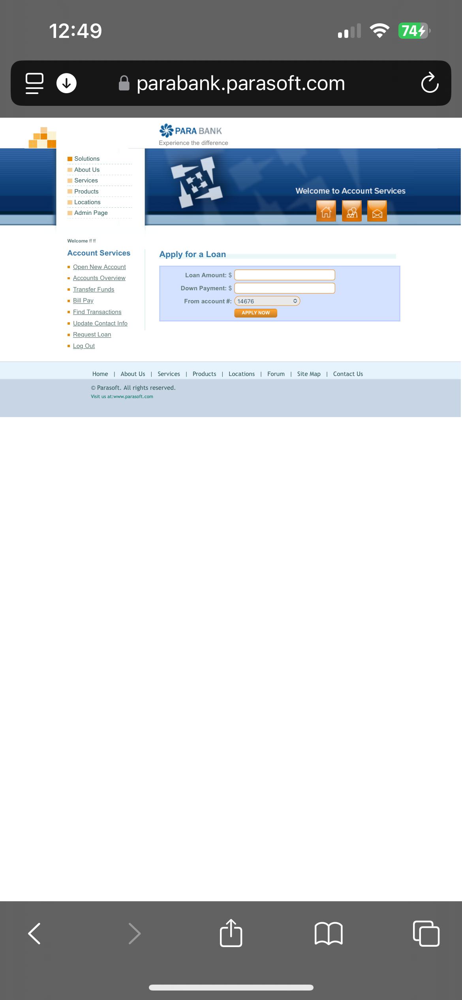 12:49
74
parabank.parasoft.com
PARA BANK
Experience the difference
Solutions
About Us
Services
Products
Locations
Admin Page
Welcome to Account Services
Welcome ff ff
Account Services
Open New Account
Accounts Overview
Transfer Funds
Bill Pay
Find Transactions
Update Contact Info
Request Loan
Log Out
Apply for a Loan
Loan Amount: $
Down Payment: $
From account #: 14676
APPLY NOW
Home | About Us | Services | Products | Locations | Forum | Site Map | Contact Us
© Parasoft. All rights reserved.
Visit us at:www.parasoft.com